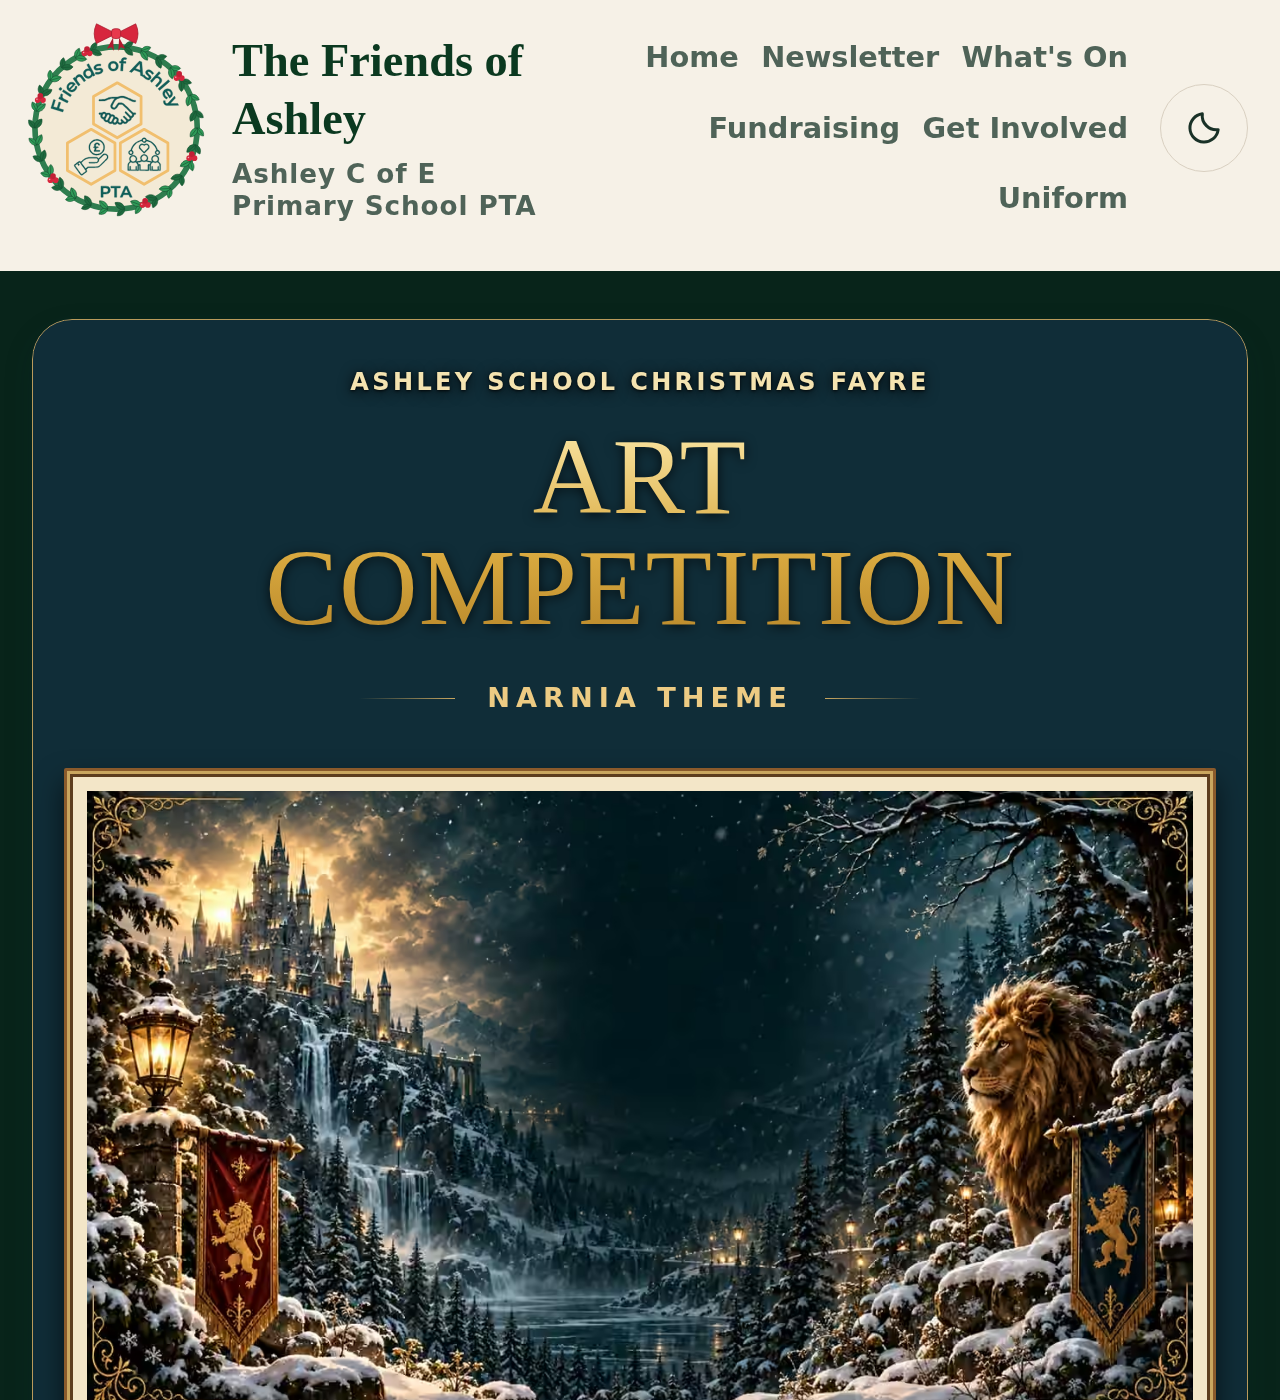 Friends of Ashley
£
PTA
The Friends of
Ashley
Ashley C of E
Primary School PTA
Home Newsletter What's On
Fundraising Get Involved
Uniform
ASHLEY SCHOOL CHRISTMAS FAYRE
ART
COMPETITION
NARNIA THEME